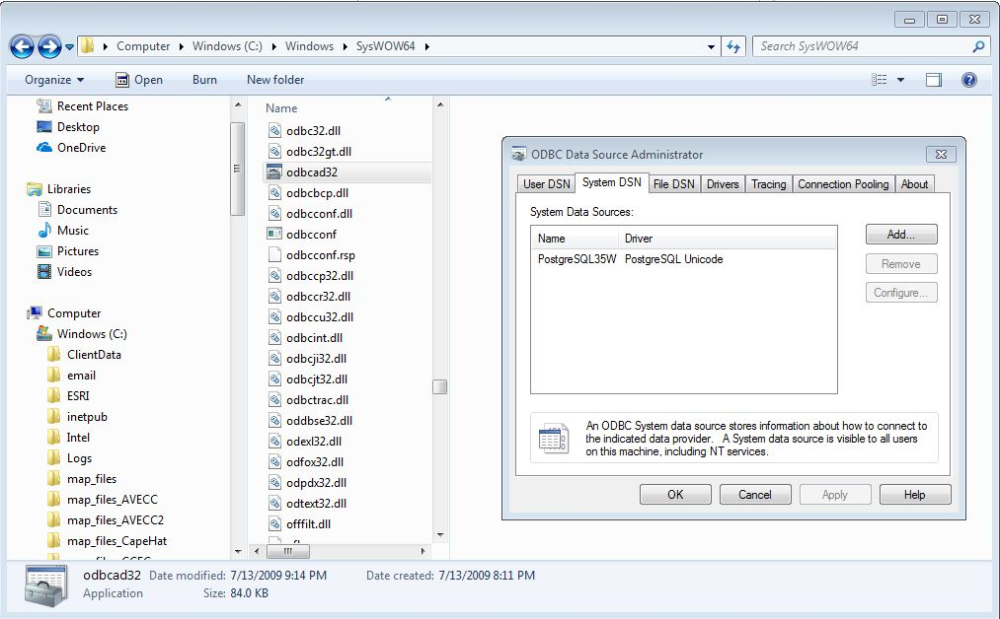 Computer Windows (C:) Windows SysWOW64
Search SysWOW64
Organize Open Burn New folder
Recent Places
Desktop
OneDrive
Libraries
Documents
Music
Pictures
Videos
Computer
Windows (C:)
ClientData
email
ESRI
inetpub
Intel
Logs
map_files
map_files_AVECC
map_files_AVECC2
map_files_CapeHat
Name
odbc32.dll
odbc32gt.dll
odbcad32
odbcbcp.dll
odbcconf.dll
odbcconf
odbcconf.rsp
odbccp32.dll
odbccr32.dll
odbccu32.dll
odbcint.dll
odbcji32.dll
odbcjt32.dll
odbctrac.dll
oddbse32.dll
odexl32.dll
odfox32.dll
odpdx32.dll
odtext32.dll
offfilt.dll
ODBC Data Source Administrator
User DSN System DSN File DSN Drivers Tracing Connection Pooling About
System Data Sources:
Name Driver
PostgreSQL35W PostgreSQL Unicode
Add...
Remove
Configure...
An ODBC System data source stores information about how to connect to
the indicated data provider. A System data source is visible to all users
on this machine, including NT services.
OK Cancel Apply Help
odbcad32 Date modified: 7/13/2009 9:14 PM Date created: 7/13/2009 8:11 PM
Application Size: 84.0 KB